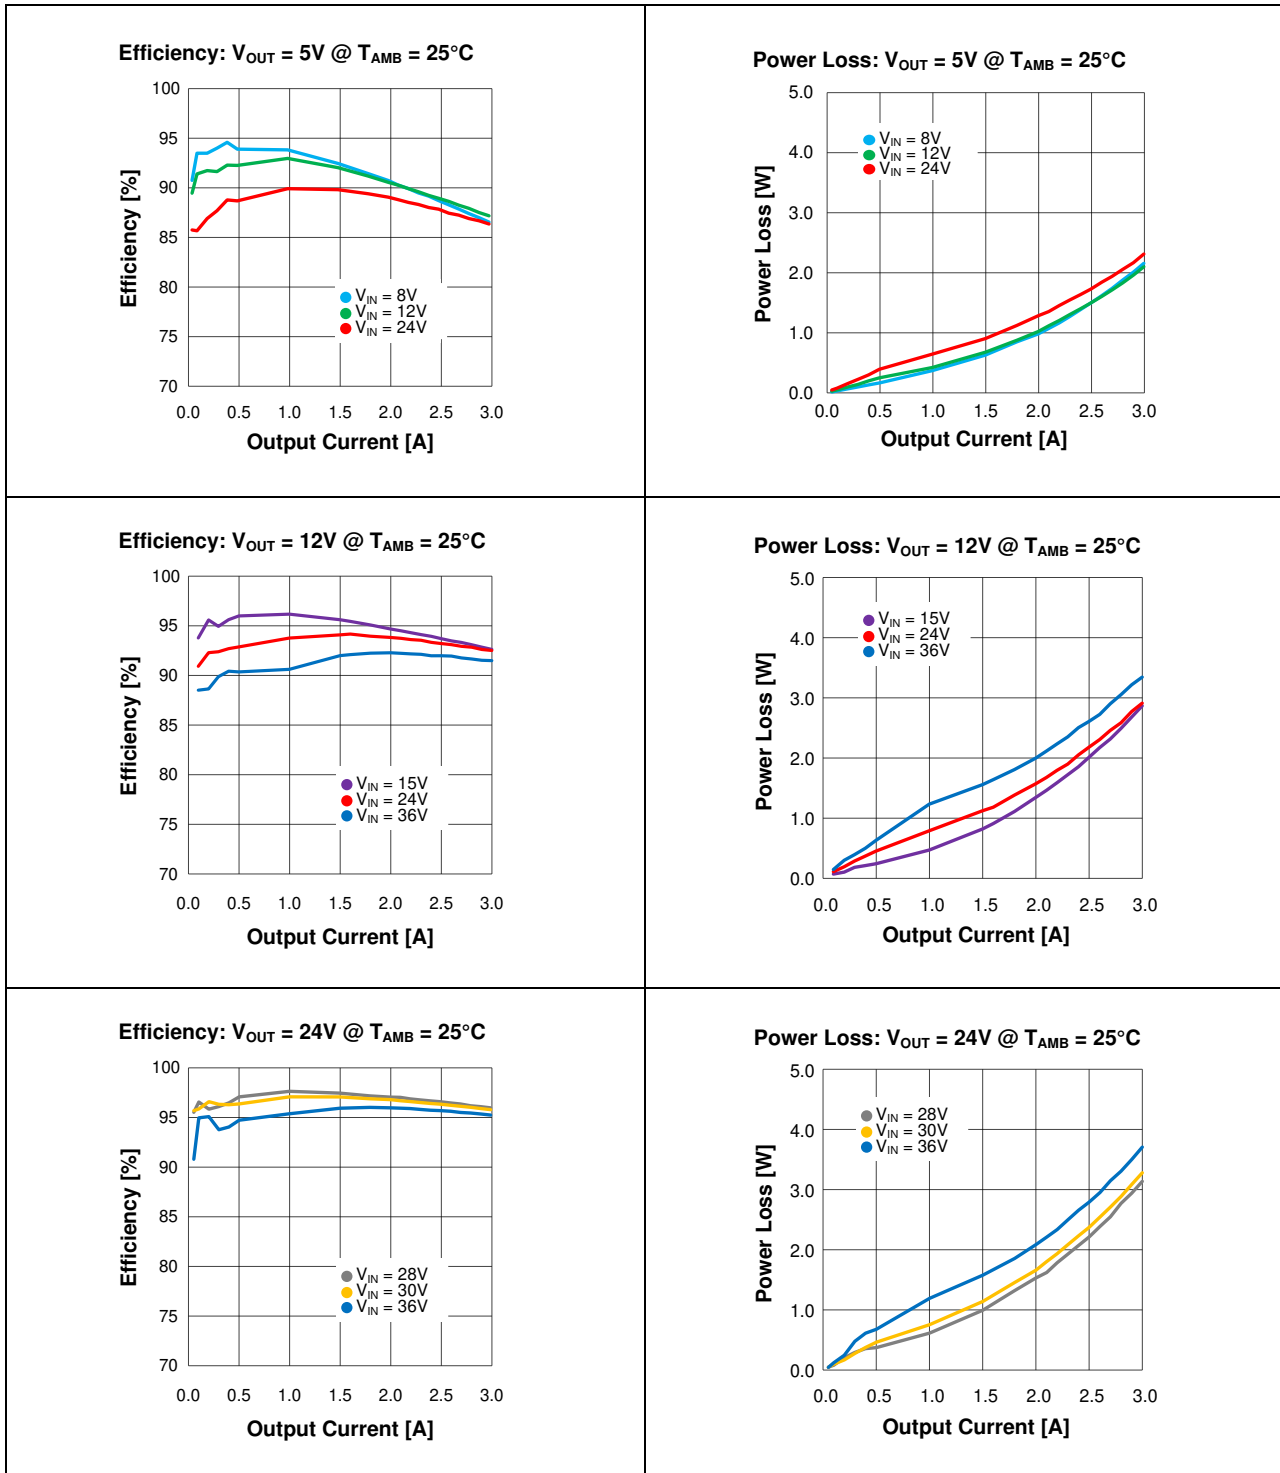 Efficiency: VOUT = 5V @ TAMB = 25°C
100
95
90
85
80
75
70
Efficiency [%]
VIN = 8V
VIN = 12V
VIN = 24V
0.0 0.5 1.0 1.5 2.0 2.5 3.0
Output Current [A]
Power Loss: VOUT = 5V @ TAMB = 25°C
5.0
4.0
3.0
2.0
1.0
0.0
Power Loss [W]
VIN = 8V
VIN = 12V
VIN = 24V
0.0 0.5 1.0 1.5 2.0 2.5 3.0
Output Current [A]
Efficiency: VOUT = 12V @ TAMB = 25°C
100
95
90
85
80
75
70
Efficiency [%]
VIN = 15V
VIN = 24V
VIN = 36V
0.0 0.5 1.0 1.5 2.0 2.5 3.0
Output Current [A]
Power Loss: VOUT = 12V @ TAMB = 25°C
5.0
4.0
3.0
2.0
1.0
0.0
Power Loss [W]
VIN = 15V
VIN = 24V
VIN = 36V
0.0 0.5 1.0 1.5 2.0 2.5 3.0
Output Current [A]
Efficiency: VOUT = 24V @ TAMB = 25°C
100
95
90
85
80
75
70
Efficiency [%]
VIN = 28V
VIN = 30V
VIN = 36V
0.0 0.5 1.0 1.5 2.0 2.5 3.0
Output Current [A]
Power Loss: VOUT = 24V @ TAMB = 25°C
5.0
4.0
3.0
2.0
1.0
0.0
Power Loss [W]
VIN = 28V
VIN = 30V
VIN = 36V
0.0 0.5 1.0 1.5 2.0 2.5 3.0
Output Current [A]